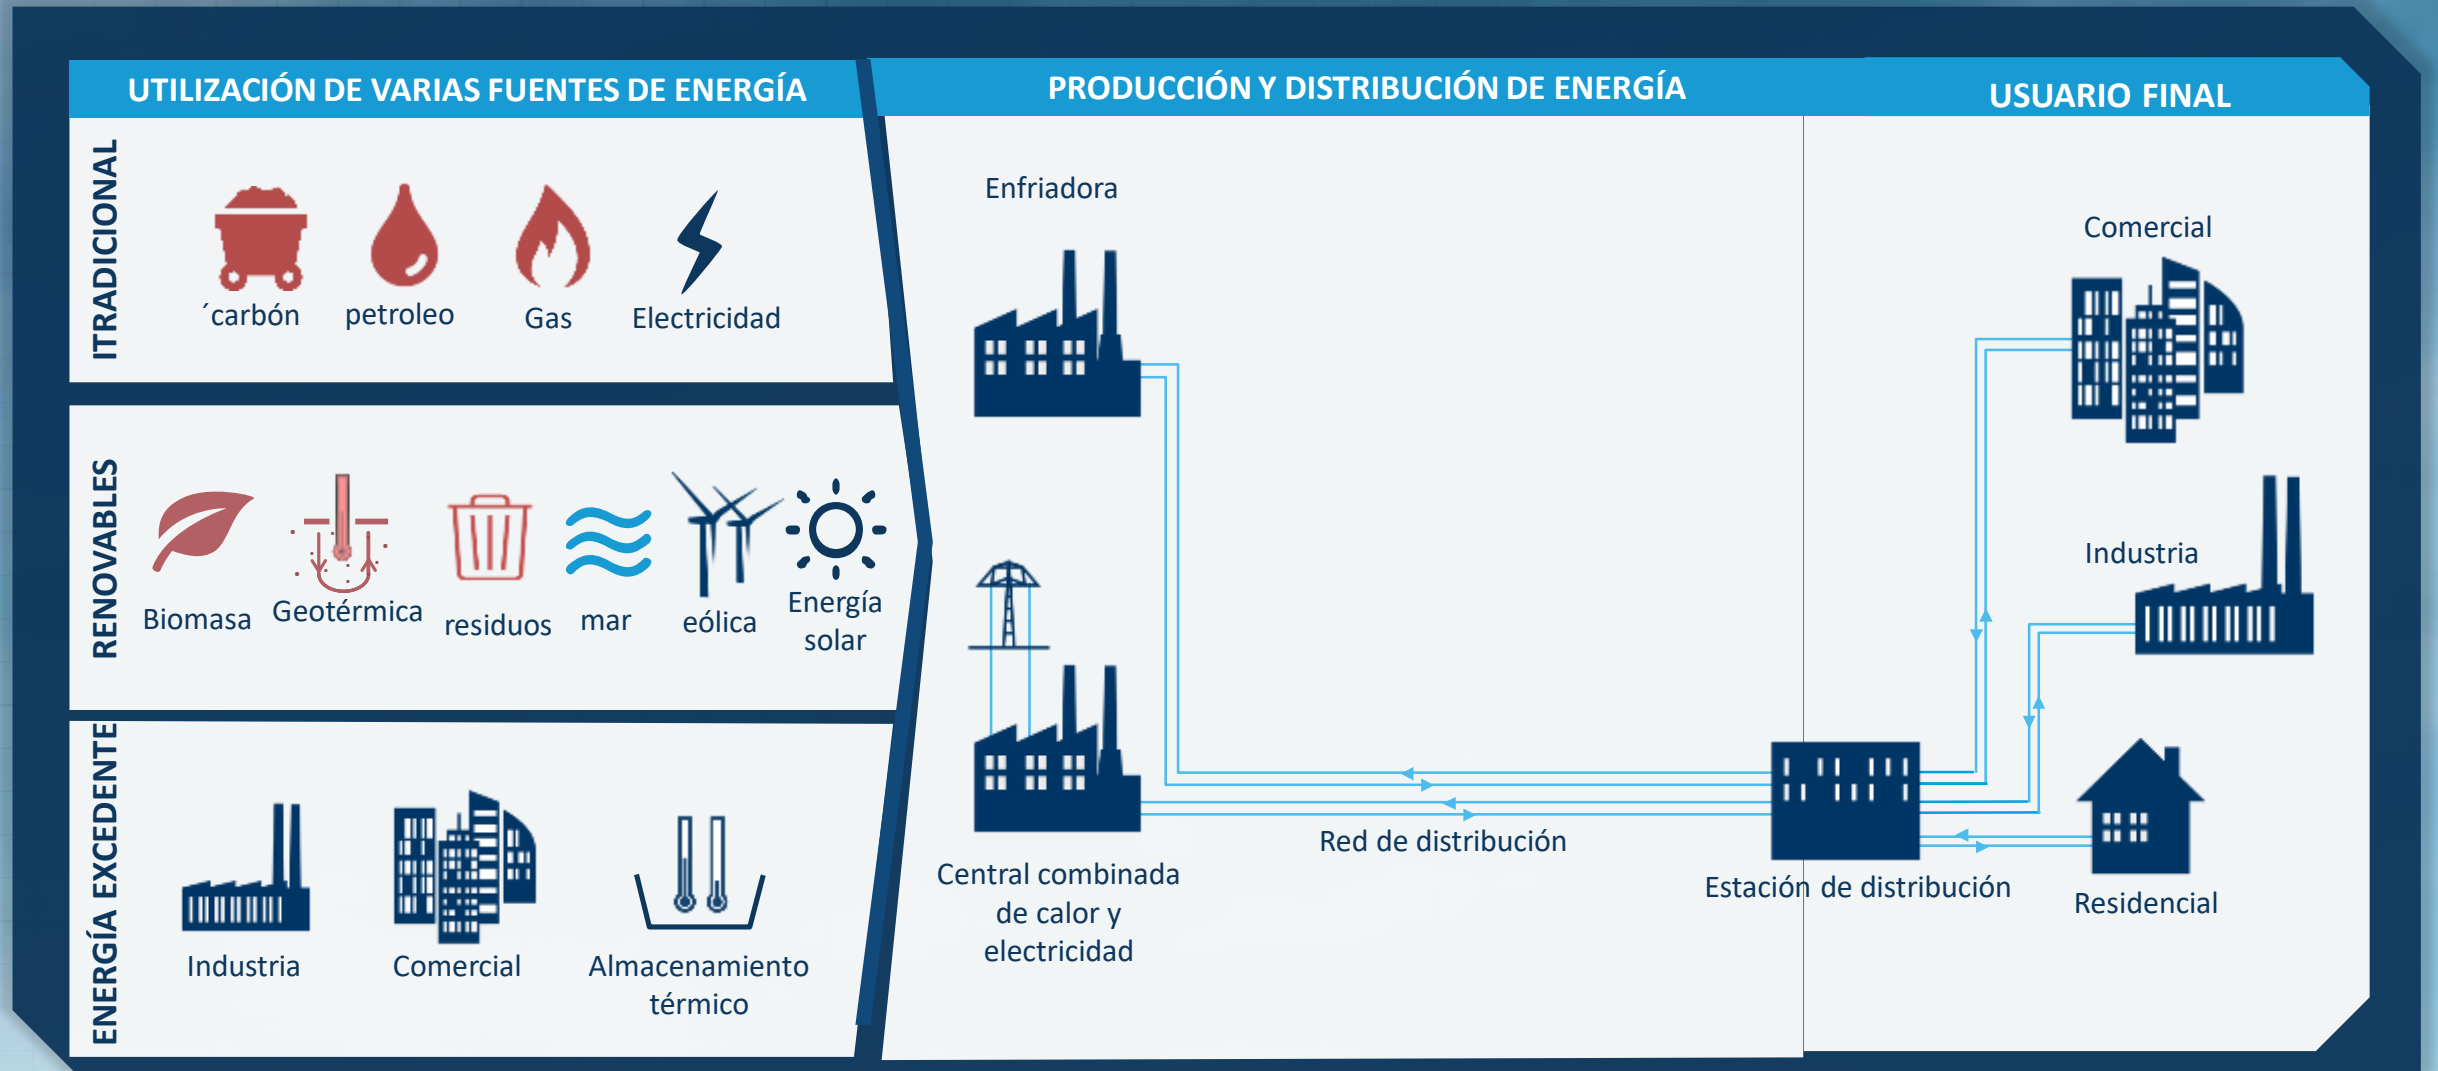 UTILIZACIÓN DE VARIAS FUENTES DE ENERGÍA
PRODUCCIÓN Y DISTRIBUCIÓN DE ENERGÍA
USUARIO FINAL
ITRADICIONAL
´carbón
petroleo
Gas
Electricidad
RENOVABLES
Biomasa
Geotérmica
residuos
mar
eólica
Energía
solar
ENERGÍA EXCEDENTE
Industria
Comercial
Almacenamiento
térmico
Enfriadora
Central combinada
de calor y
electricidad
Red de distribución
Estación de distribución
Comercial
Industria
Residencial